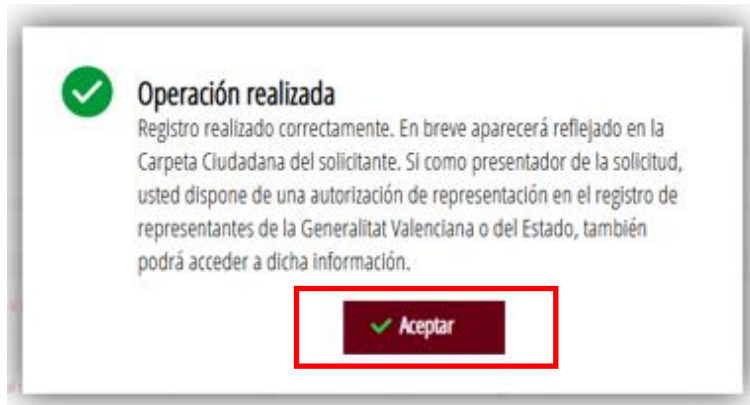 Operación realizada
Registro realizado correctamente. En breve aparecerá reflejado en la
Carpeta Ciudadana del solicitante. Si como presentador de la solicitud,
usted dispone de una autorización de representación en el registro de
representantes de la Generalitat Valenciana o del Estado, también
podrá acceder a dicha información.
Aceptar